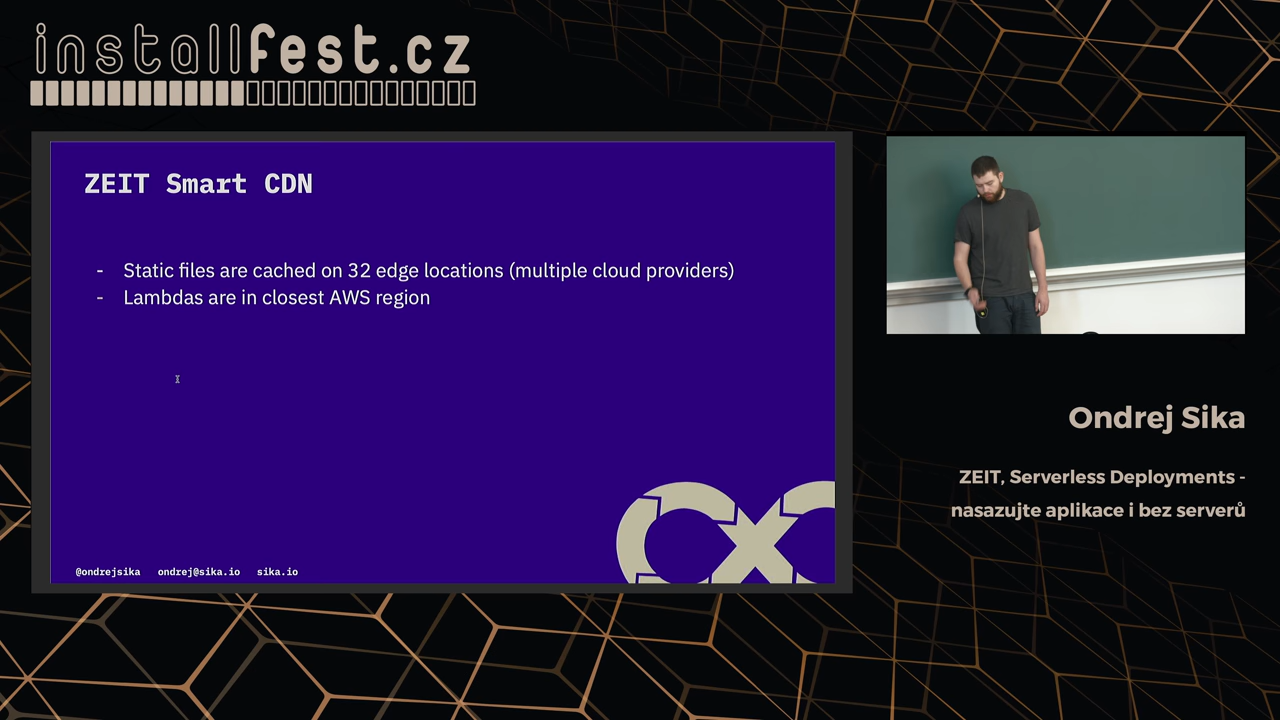 installfest.cz
ZEIT Smart CDN
- Static files are cached on 32 edge locations (multiple cloud providers)
- Lambdas are in closest AWS region
@ondrejsika ondrej@sika.io sika.io
Ondrej Sika
ZEIT, Serverless Deployments -
nasazujte aplikace i bez serverů